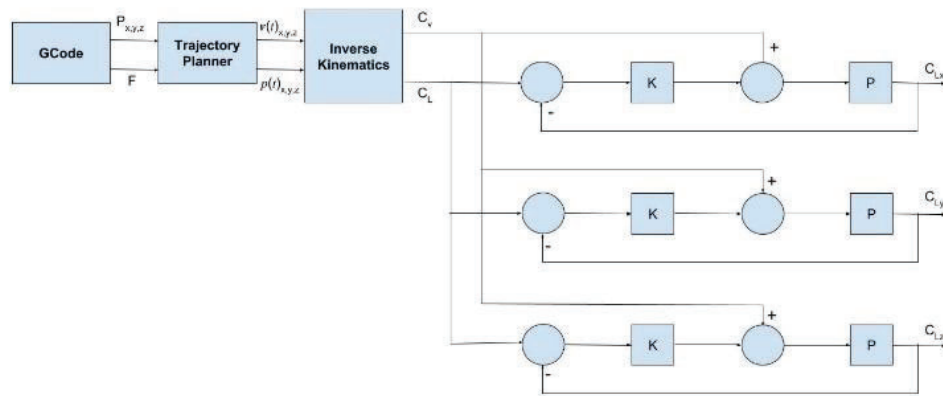 GCode
P x,y,z
F
Trajectory
Planner
v(t) x,y,z
p(t) x,y,z
Inverse
Kinematics
C v
C L
+
-
K
P
C Lx
+
-
K
P
C Ly
+
-
K
P
C Lz